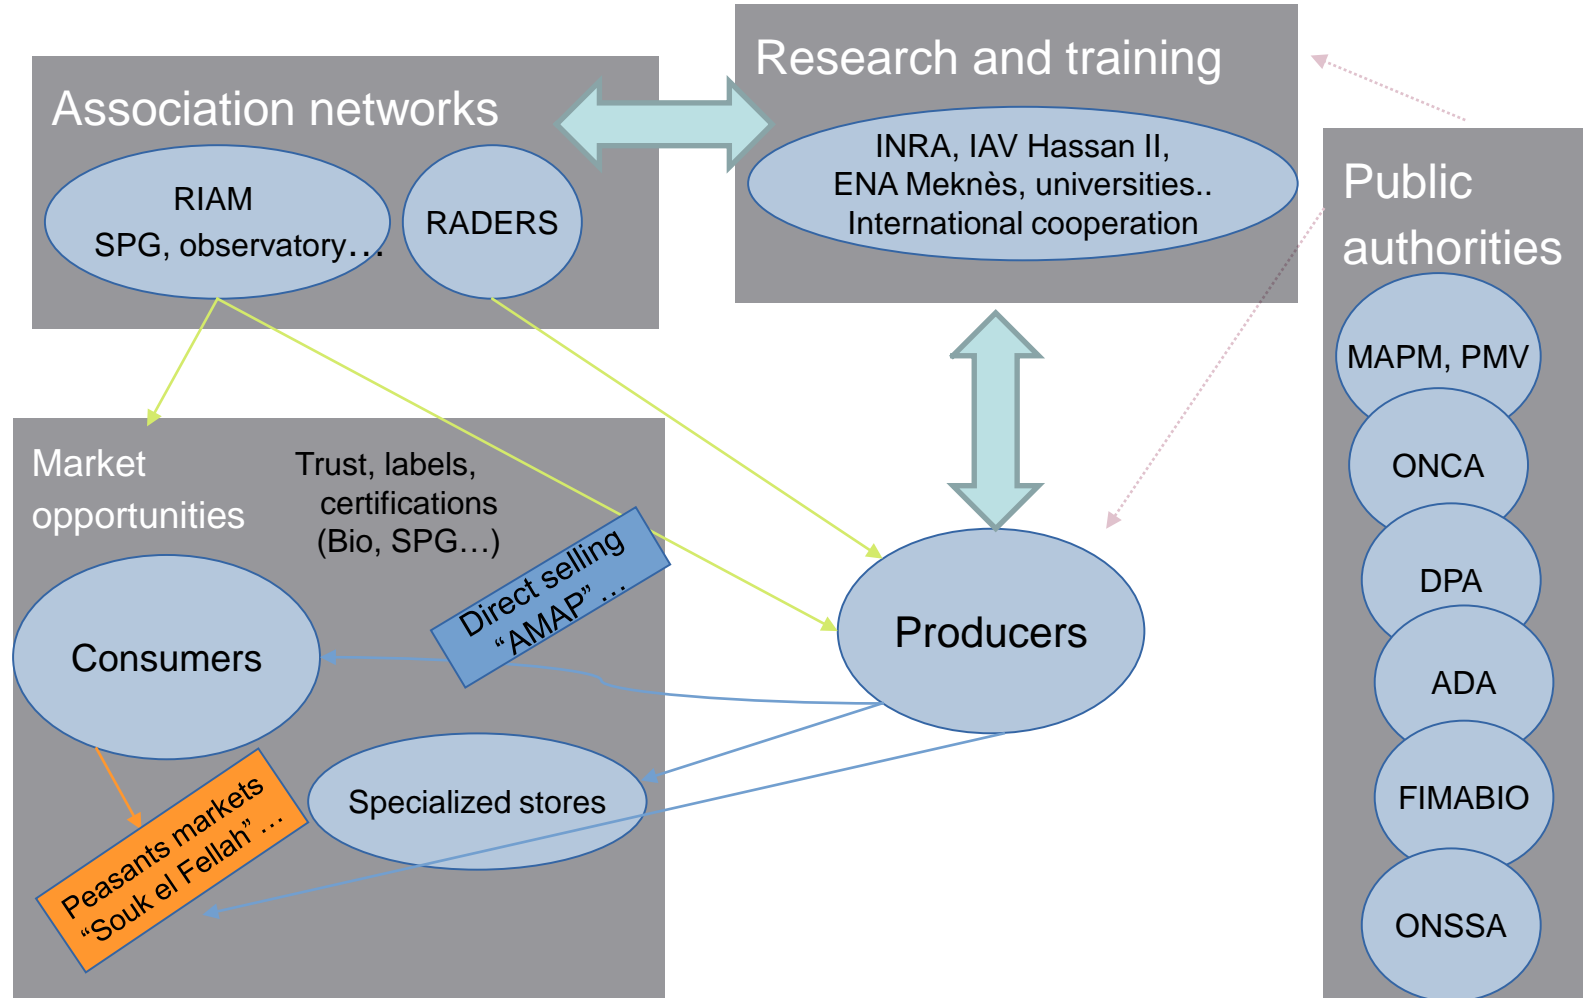 Association networks
RIAM
SPG, observatory…
RADERS
Research and training
INRA, IAV Hassan II,
ENA Meknès, universities..
International cooperation
Public
authorities
MAPM, PMV
ONCA
DPA
ADA
FIMABIO
ONSSA
Market
opportunities
Trust, labels,
certifications
(Bio, SPG…)
Direct selling
“AMAP” …
Consumers
Producers
Specialized stores
Peasants markets
“Souk el Fellah” …